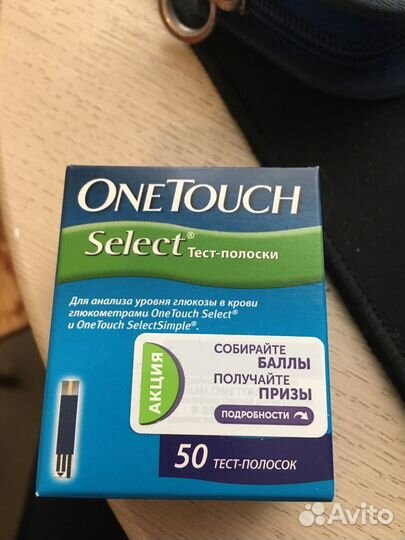 ONETOUCH
Select® Тест-полоски
Для анализа уровня глюкозы в крови
глюкометрами OneTouch Select®
и OneTouch SelectSimple®.
АКЦИЯ
СОБИРАЙТЕ
БАЛЛЫ
ПОЛУЧАЙТЕ
ПРИЗЫ
ПОДРОБНОСТИ
50 ТЕСТ-ПОЛОСОК
Avito